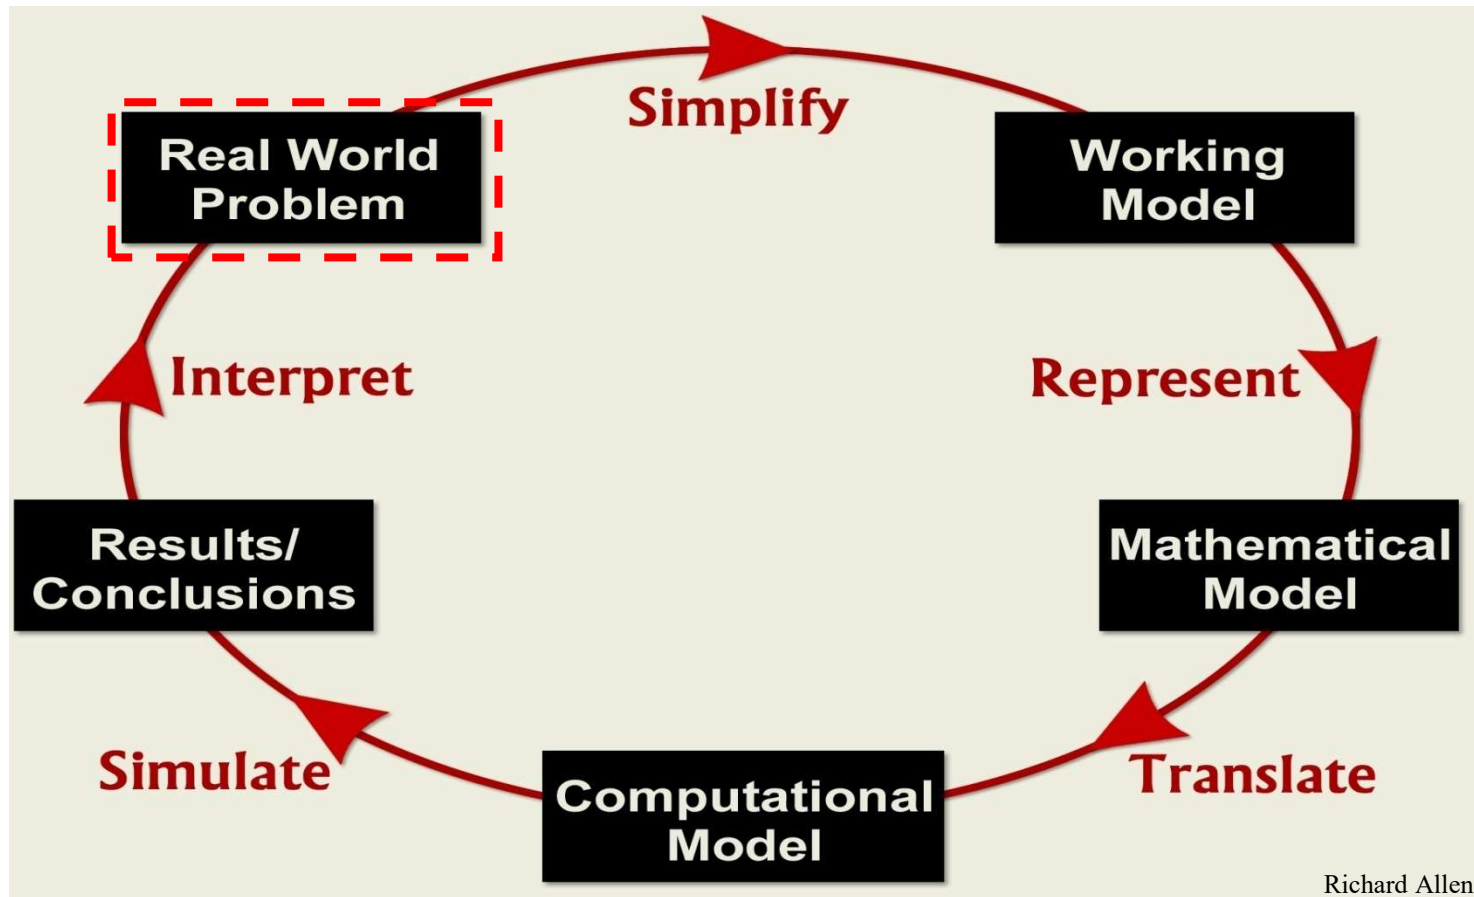 Simplify
Real World
Problem
Working
Model
Interpret
Represent
Results/
Conclusions
Mathematical
Model
Simulate
Translate
Computational
Model
Richard Allen